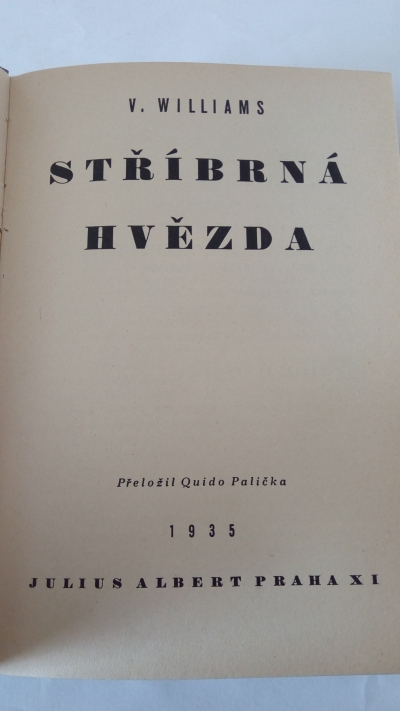 V. WILLIAMS
STŘÍBRNÁ
HVĚZDA
Přeložil Quido Palička
1935
JULIUS ALBERT PRAHA XI